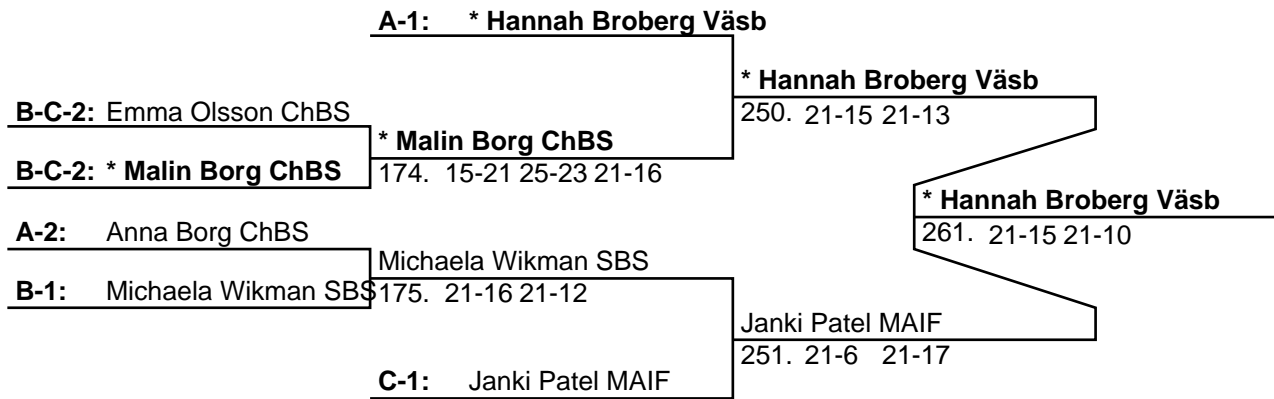 A-1: * Hannah Broberg Väsb
* Hannah Broberg Väsb
B-C-2: Emma Olsson ChBS
250. 21-15 21-13
* Malin Borg ChBS
B-C-2: * Malin Borg ChBS
174. 15-21 25-23 21-16
* Hannah Broberg Väsb
A-2: Anna Borg ChBS
261. 21-15 21-10
Michaela Wikman SBS
B-1: Michaela Wikman SBS
175. 21-16 21-12
Janki Patel MAIF
251. 21-6 21-17
C-1: Janki Patel MAIF